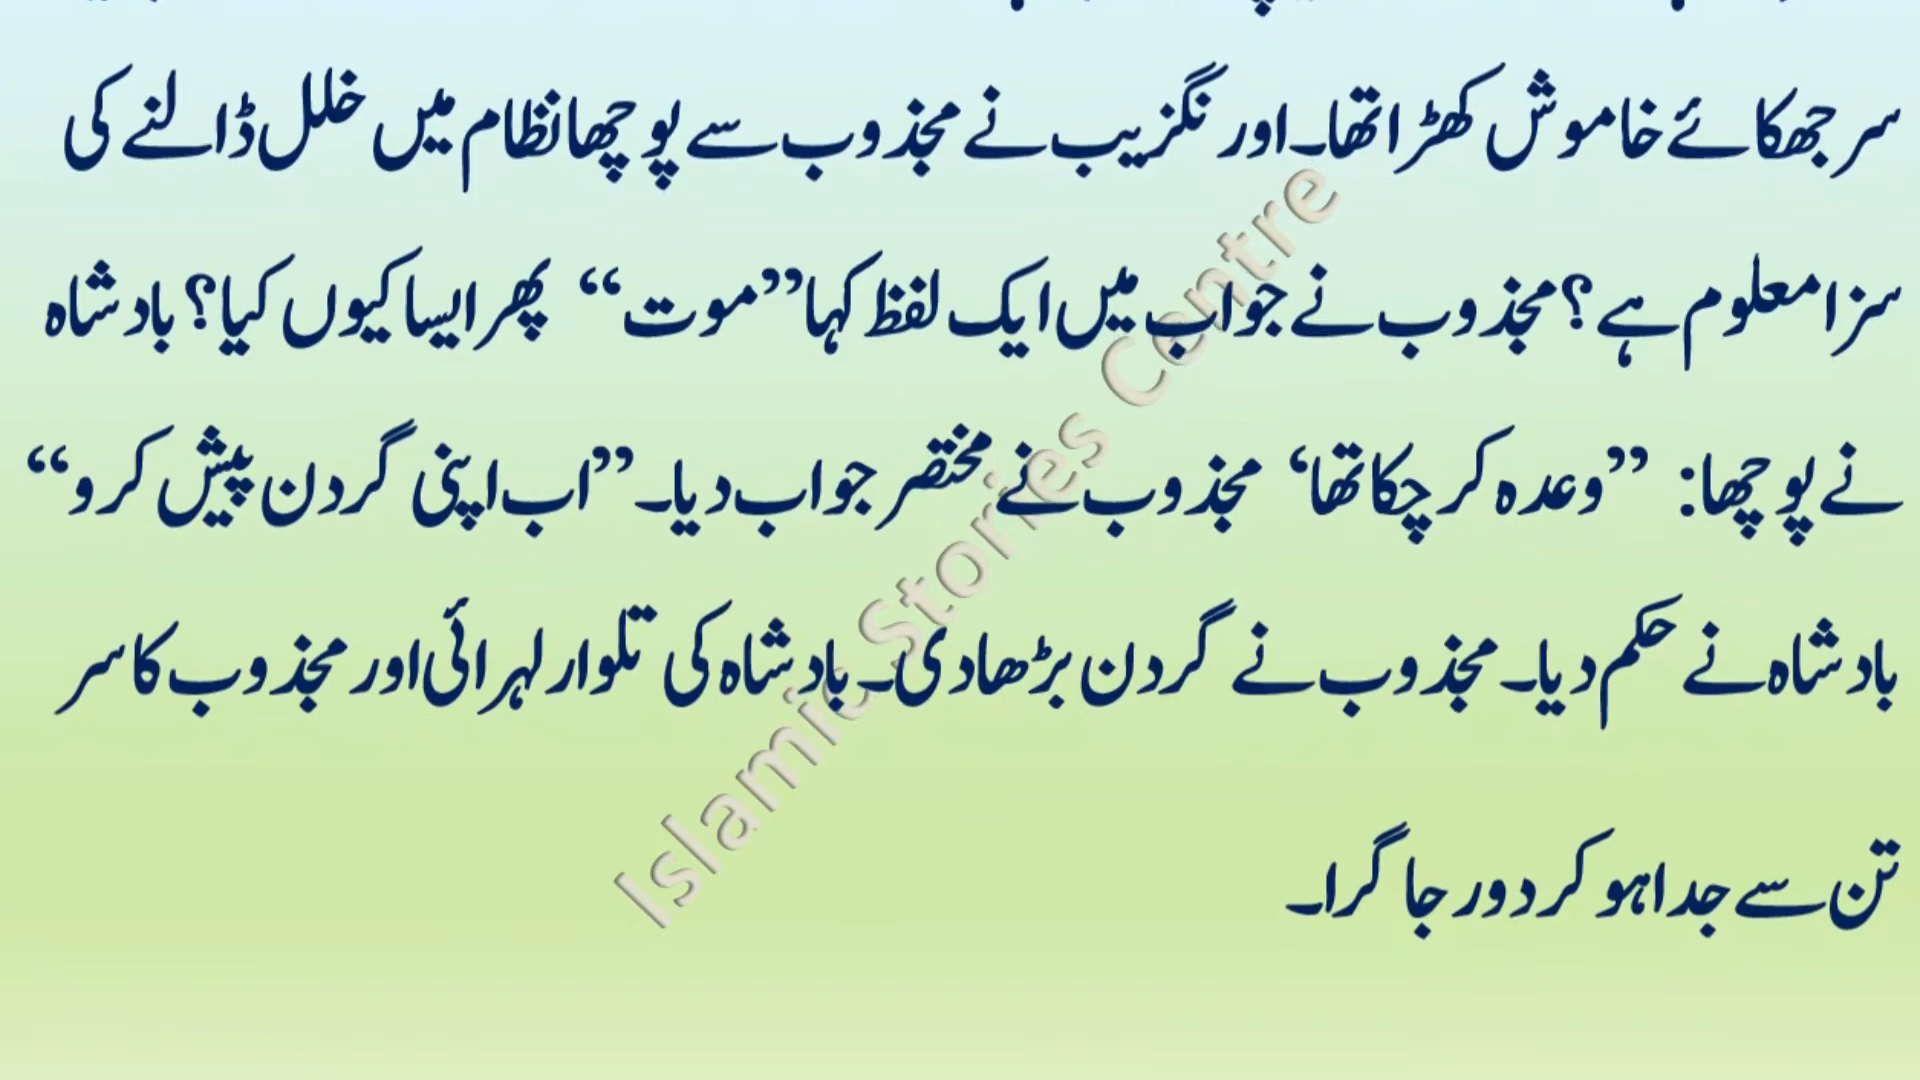 سر جھکائے خاموش کھڑا تھا۔ اورنگزیب نے مجذوب سے پوچھا نظام میں خلل ڈالنے کی
سزا معلوم ہے؟ مجذوب نے جواب میں ایک لفظ کہا ”موت“ پھر ایسا کیوں کیا؟ بادشاہ
نے پوچھا: ”وعدہ کر چکا تھا‘ مجذوب نے مختصر جواب دیا۔ ”اب اپنی گردن پیش کرو“
بادشاہ نے حکم دیا۔ مجذوب نے گردن بڑھا دی۔ بادشاہ کی تلوار لہرائی اور مجذوب کا سر
تن سے جدا ہو کر دور جا گرا۔
Islamic Stories Centre